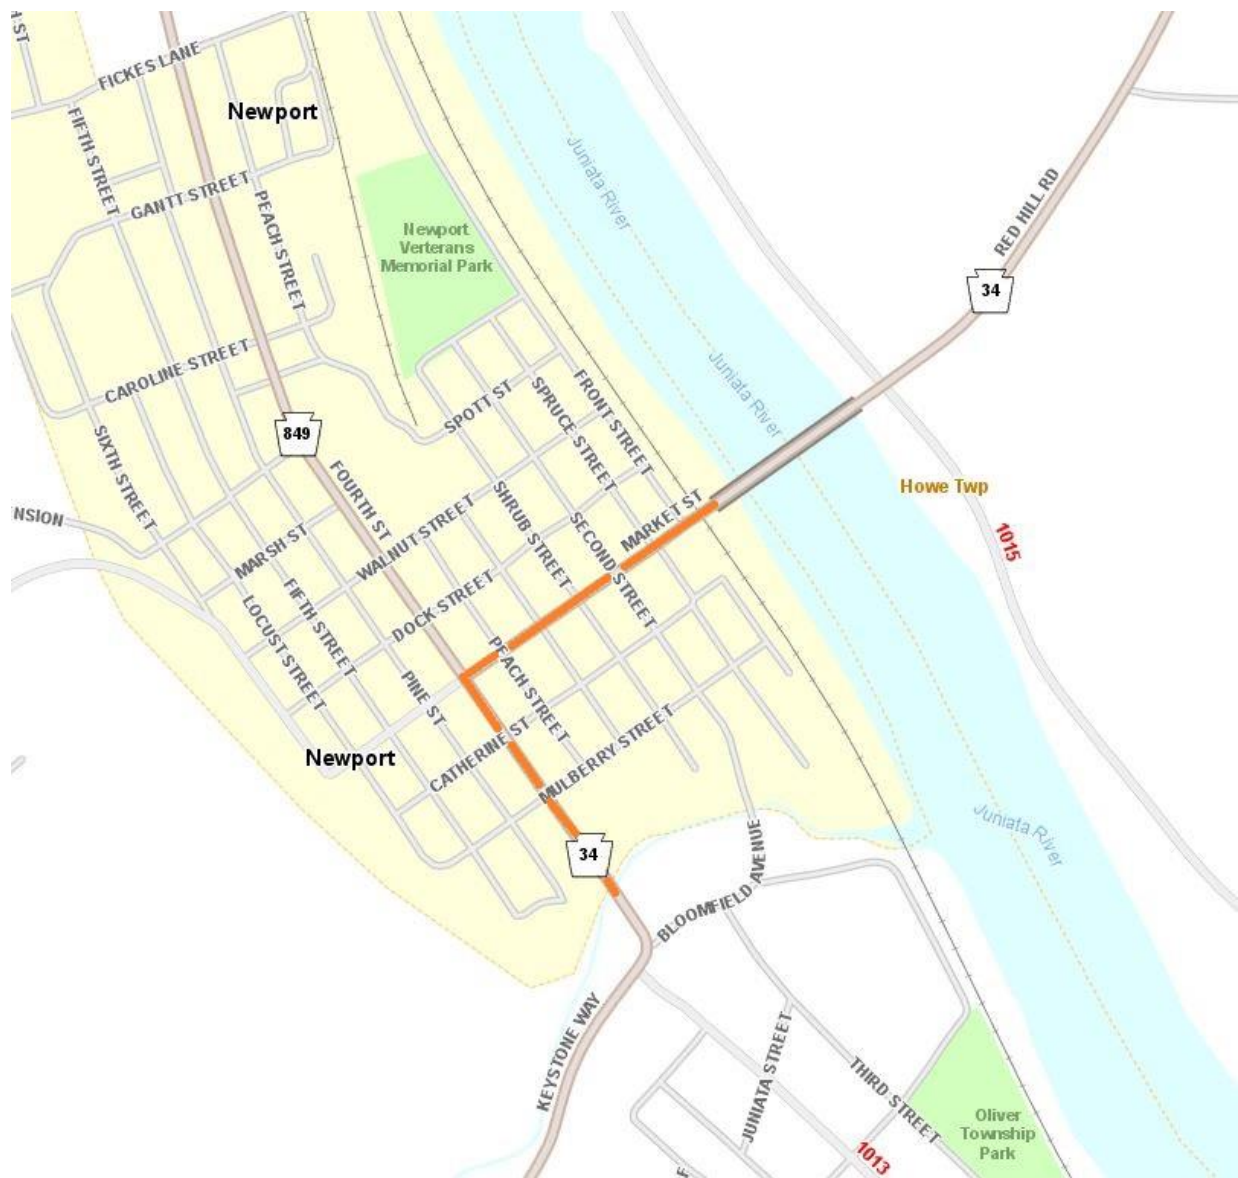 H ST
FICKES LANE
Newport
FIFTH STREET
GANTT STREET
PEACH STREET
Juniata River
RED HILL RD
Newport
Verterans
Memorial Park
34
CAROLINE STREET
Juniata River
SPOTT ST
SPRUCE STREET
FRONT STREET
849
SIXTH STREET
FOURTH ST
NSION
MARSH ST
WALNUT STREET
SHRUB STREET
SECOND STREET
MARKET ST
Howe Twp
1015
DOCK STREET
FIFTH STREET
LOCUST STREET
PINE ST
PEACH STREET
Newport
CATHERINE ST
MULBERRY STREET
34
Juniata River
BLOOMFIELD AVENUE
KEYSTONE WAY
JUNIATA STREET
THIRD STREET
1013
Oliver
Township
Park